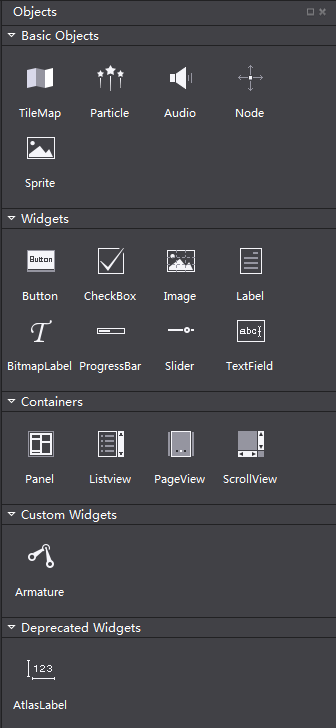 Objects
Basic Objects
TileMap Particle Audio Node
Sprite
Widgets
Button
Button CheckBox Image Label
abc
BitmapLabel ProgressBar Slider TextField
Containers
Panel Listview PageView ScrollView
Custom Widgets
Armature
Deprecated Widgets
123
AtlasLabel